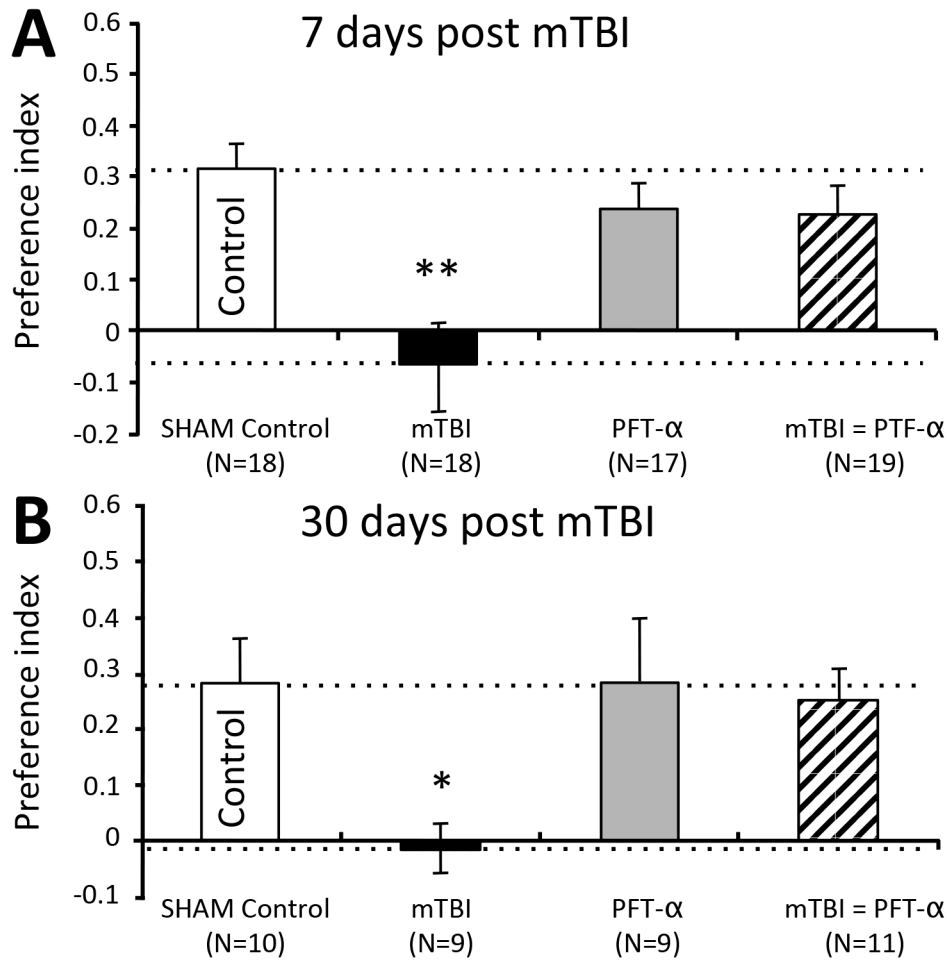 A
7 days post mTBI
Preference index
0.6
0.5
0.4
0.3
0.2
0.1
0
-0.1
-0.2
Control
**
SHAM Control
(N=18)
mTBI
(N=18)
PFT-α
(N=17)
mTBI = PTF-α
(N=19)
B
30 days post mTBI
Preference index
0.6
0.5
0.4
0.3
0.2
0.1
0
-0.1
Control
*
SHAM Control
(N=10)
mTBI
(N=9)
PFT-α
(N=9)
mTBI = PFT-α
(N=11)